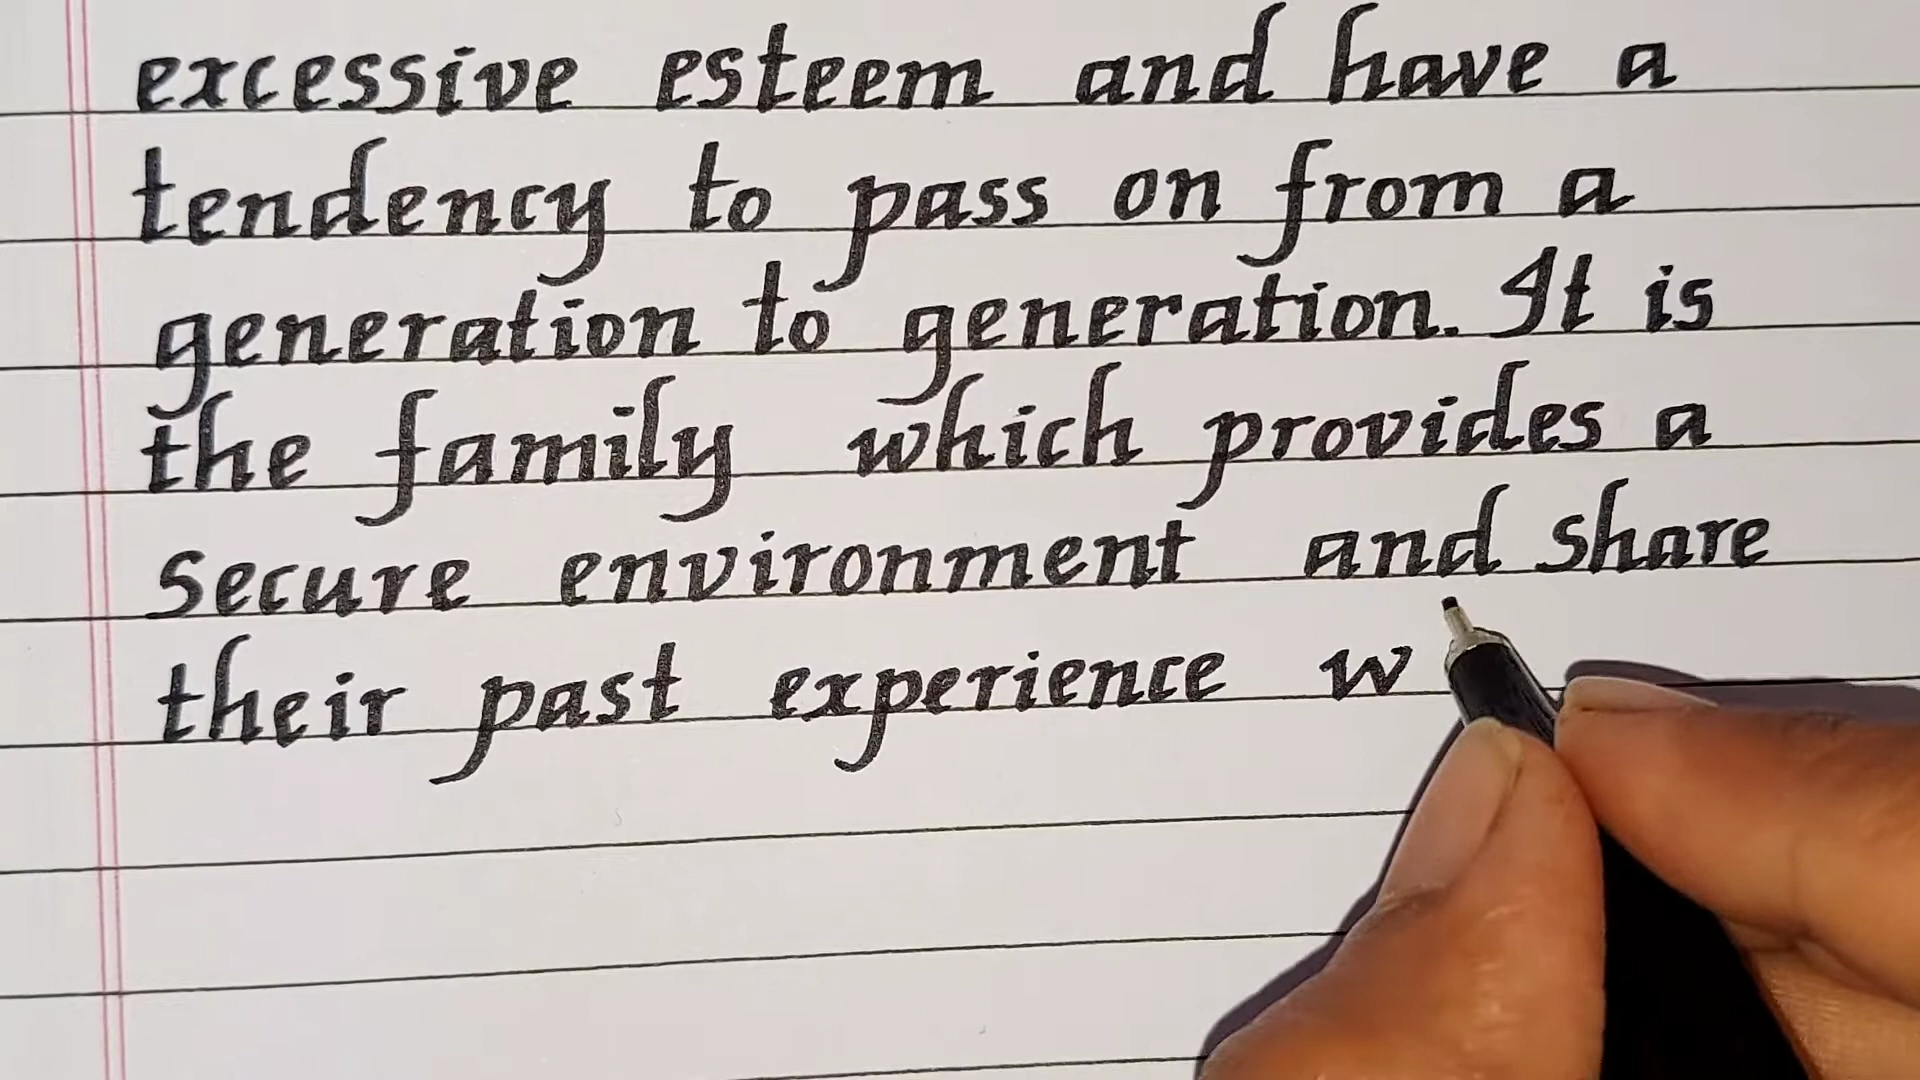 excessive esteem and have a
tendency to pass on from a
generation to generation. It is
the family which provides a
secure environment and share
their past experience w